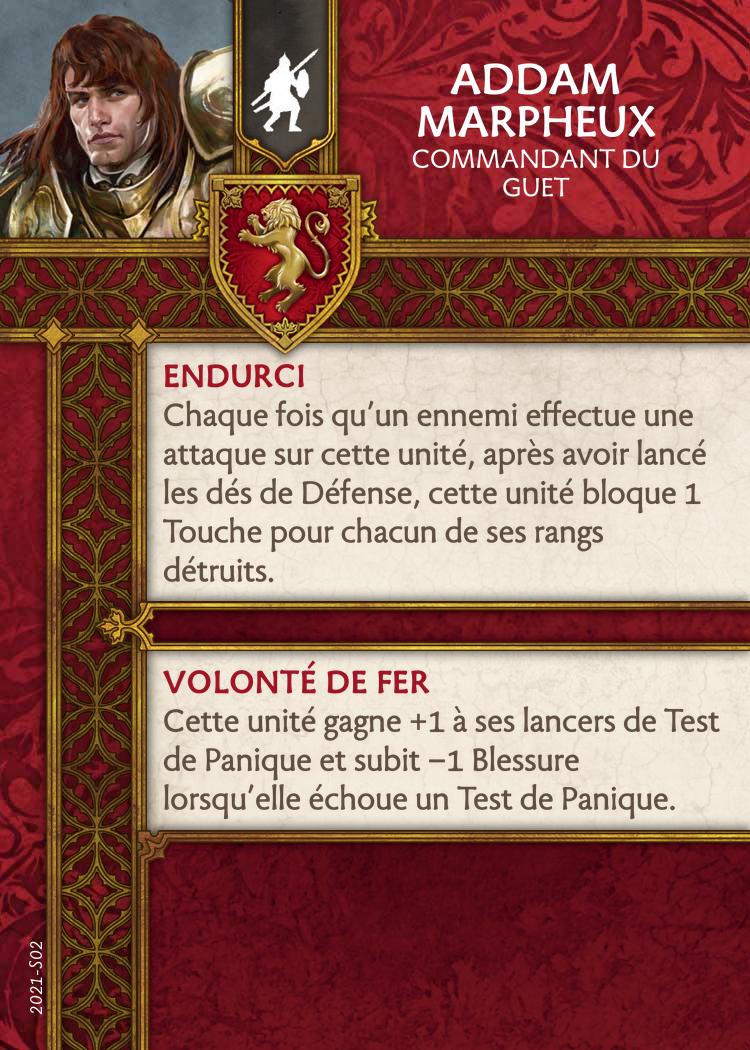 ADDAM
MARPHEUX
COMMANDANT DU
GUET
ENDURCI
Chaque fois qu'un ennemi effectue une
attaque sur cette unité, après avoir lancé
les dés de Défense, cette unité bloque 1
Touche pour chacun de ses rangs
détruits.
VOLONTÉ DE FER
Cette unité gagne +1 à ses lancers de Test
de Panique et subit –1 Blessure
lorsqu'elle échoue un Test de Panique.
2021-S02